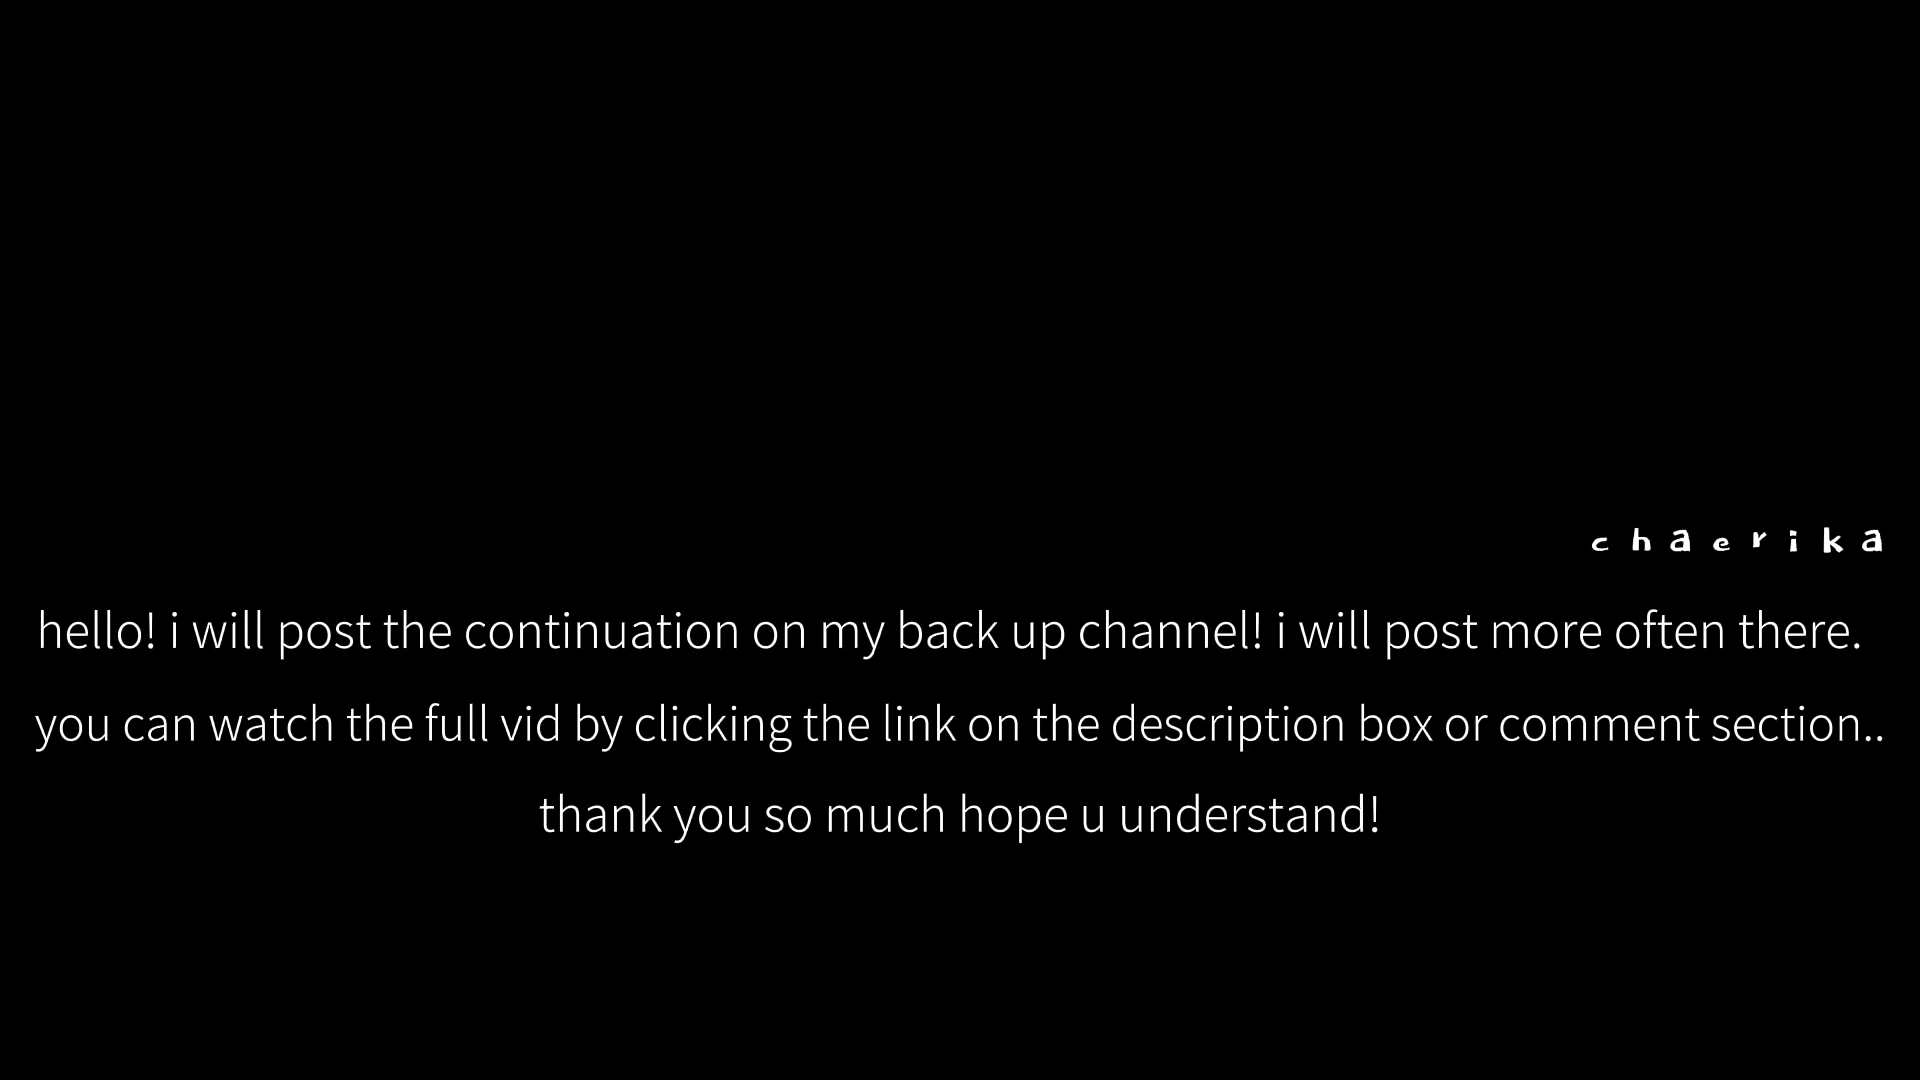 c h a e r i k a
hello! i will post the continuation on my back up channel! i will post more often there.
you can watch the full vid by clicking the link on the description box or comment section..
thank you so much hope u understand!